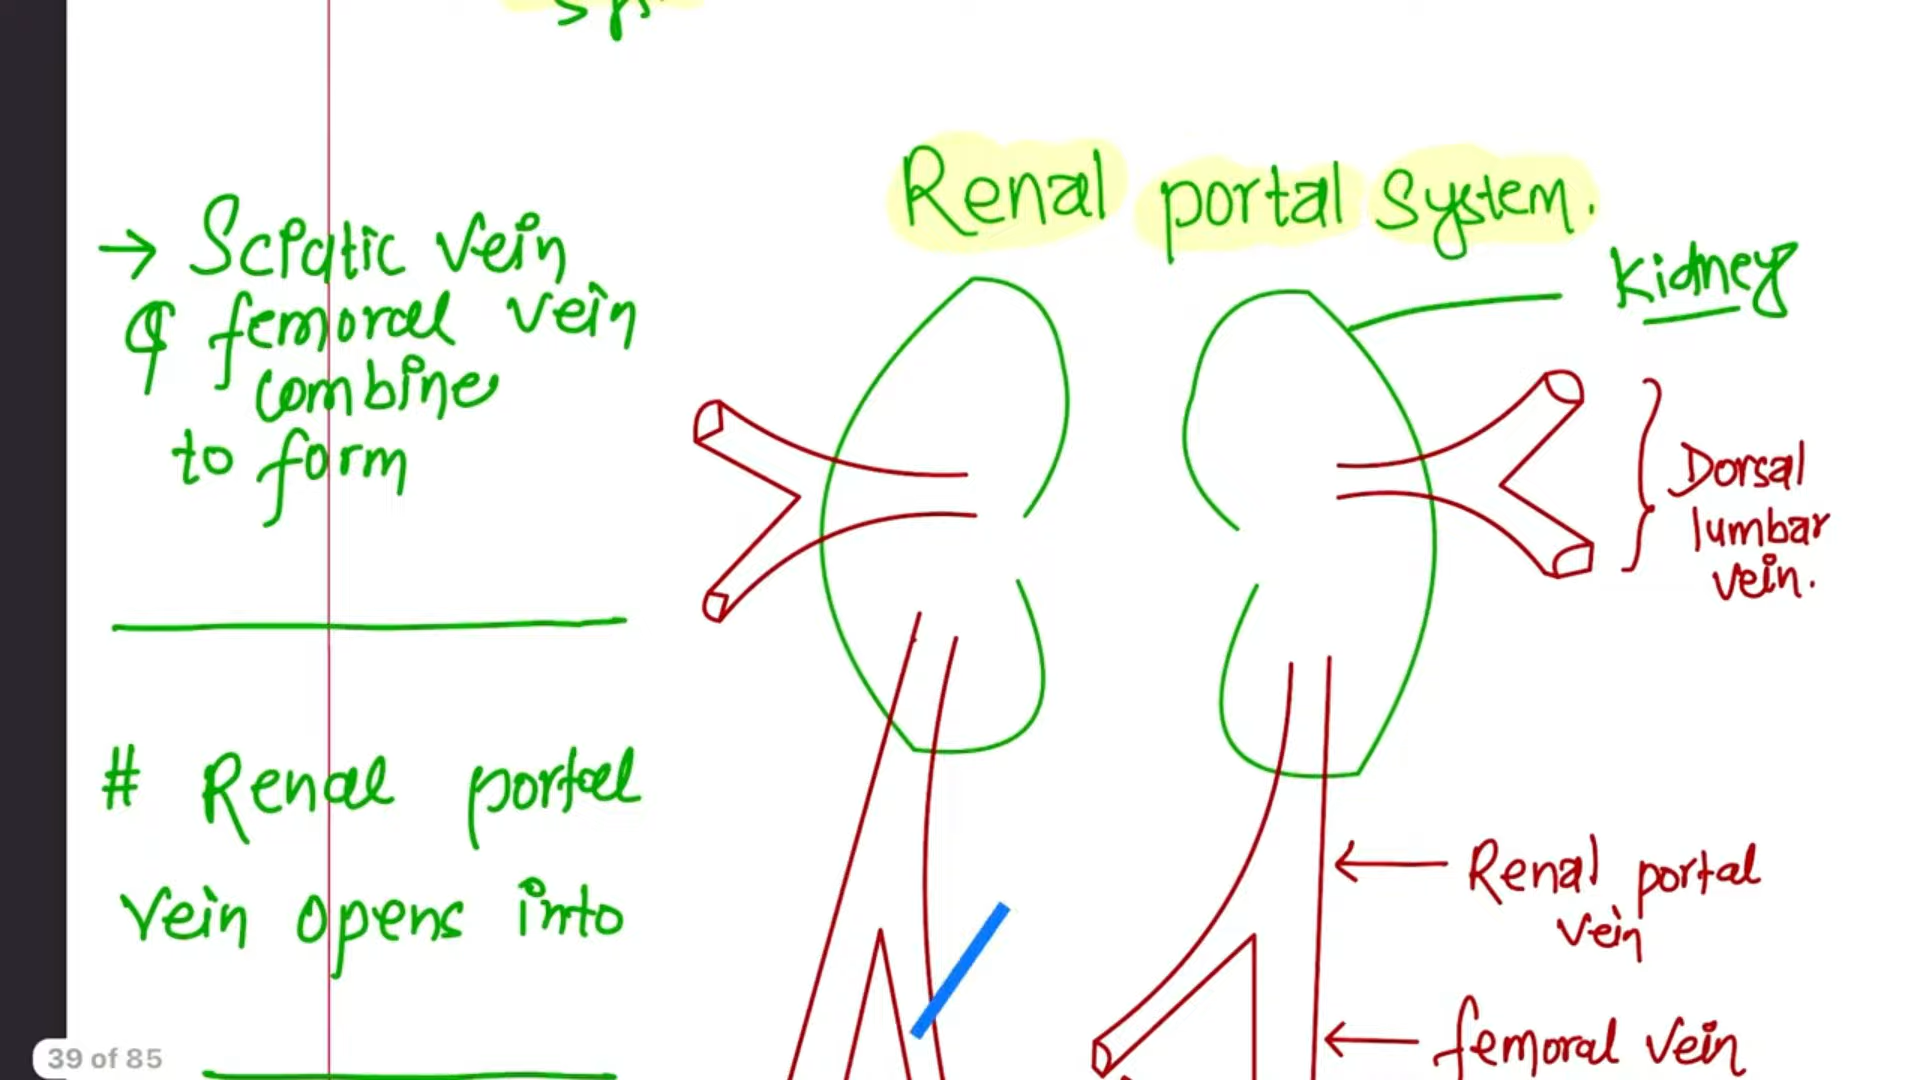 Renal portal System.
Kidney
→ Sciatic vein
& femoral vein
combine
to form
Dorsal
lumbar
vein.
# Renal portal
vein opens into
Renal portal
vein
femoral vein
39 of 85